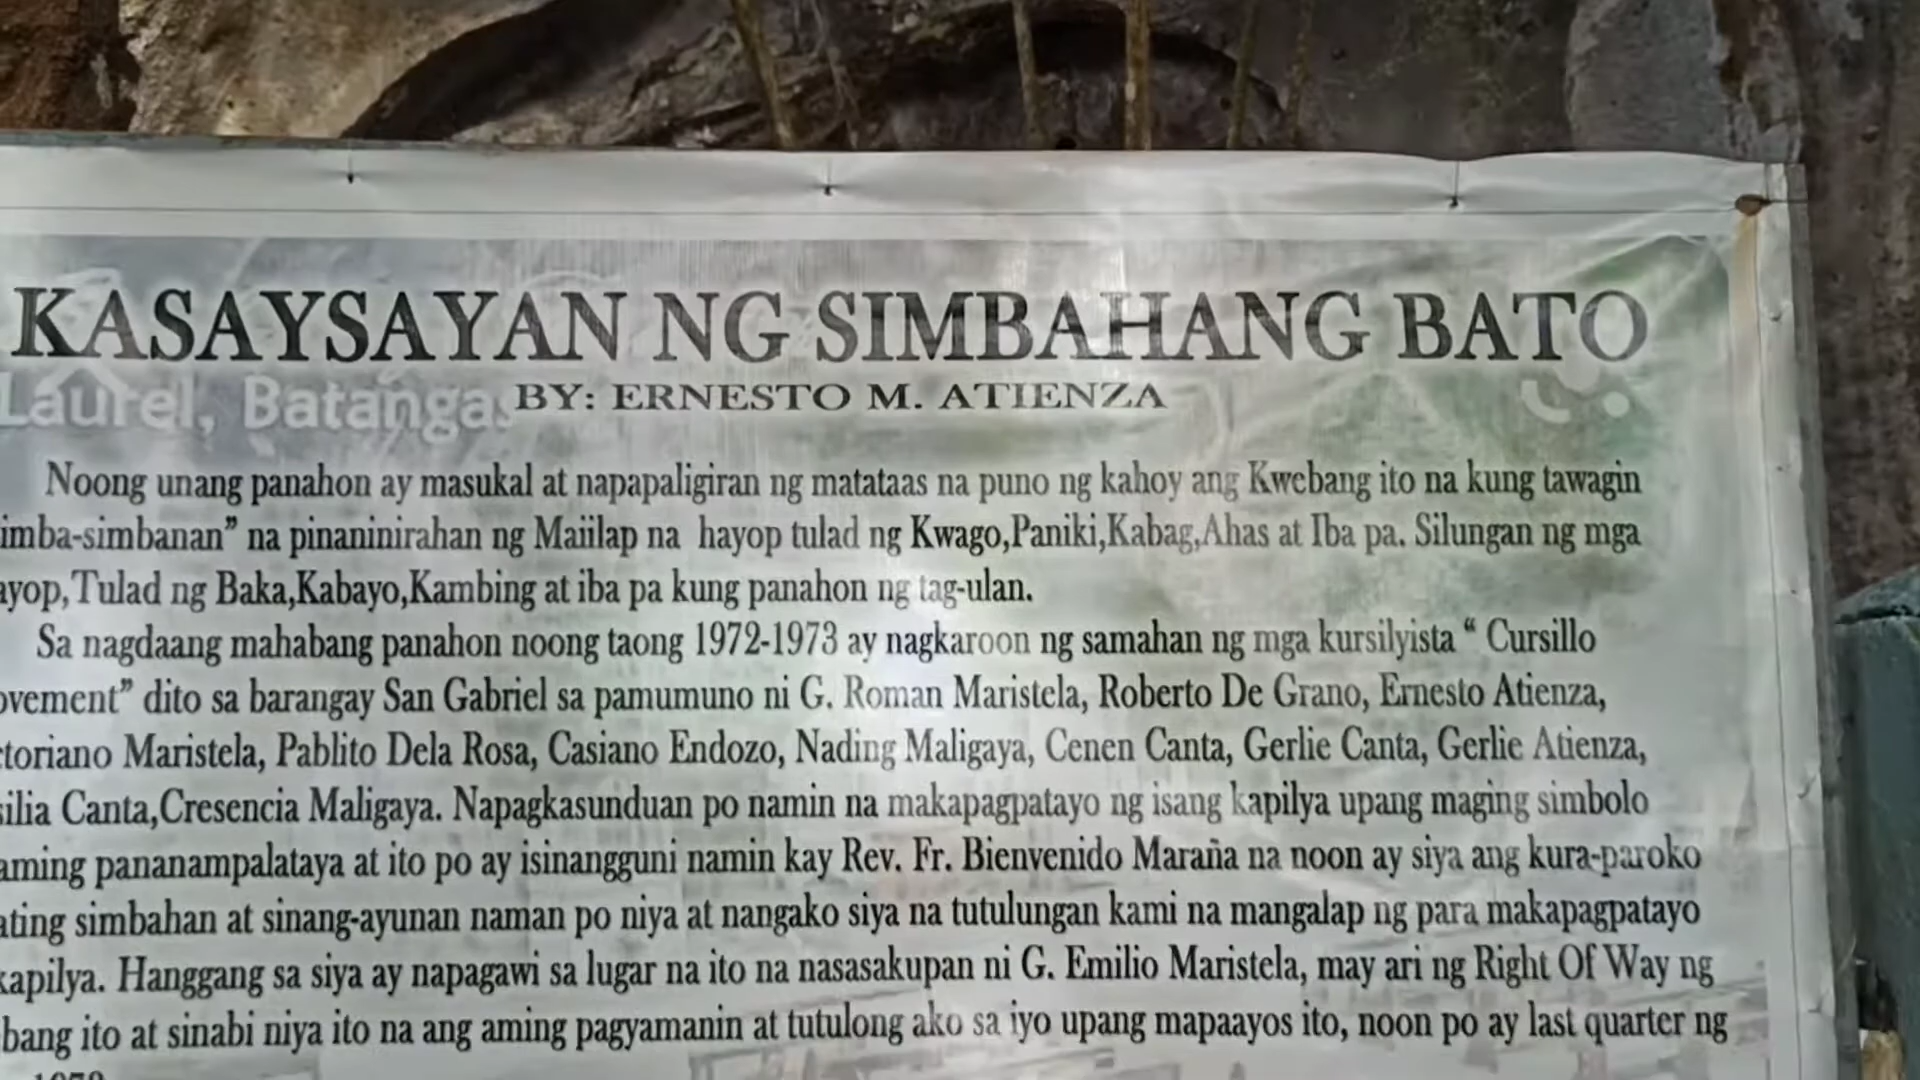 KASAYSAYAN NG SIMBAHANG BATO
Laurel, Batangas
BY: ERNESTO M. ATIENZA
Noong unang panahon ay masukal at napapaligiran ng matataas na puno ng kahoy ang Kwebang ito na kung tawagin
imba-simbanan” na pinaninirahan ng Maiilap na hayop tulad ng Kwago,Paniki,Kabag,Ahas at Iba pa. Silungan ng mga
ayop,Tulad ng Baka,Kabayo,Kambing at iba pa kung panahon ng tag-ulan.
Sa nagdaang mahabang panahon noong taong 1972-1973 ay nagkaroon ng samahan ng mga kursilyista “ Cursillo
ovement” dito sa barangay San Gabriel sa pamumuno ni G. Roman Maristela, Roberto De Grano, Ernesto Atienza,
toriano Maristela, Pablito Dela Rosa, Casiano Endozo, Nading Maligaya, Cenen Canta, Gerlie Canta, Gerlie Atienza,
silia Canta,Cresencia Maligaya. Napagkasunduan po namin na makapagpatayo ng isang kapilya upang maging simbolo
aming pananampalataya at ito po ay isinangguni namin kay Rev. Fr. Bienvenido Maraña na noon ay siya ang kura-paroko
ating simbahan at sinang-ayunan naman po niya at nangako siya na tutulungan kami na mangalap ng para makapagpatayo
kapilya. Hanggang sa siya ay napagawi sa lugar na ito na nasasakupan ni G. Emilio Maristela, may ari ng Right Of Way ng
bang ito at sinabi niya ito na ang aming pagyamanin at tutulong ako sa iyo upang mapaayos ito, noon po ay last quarter ng